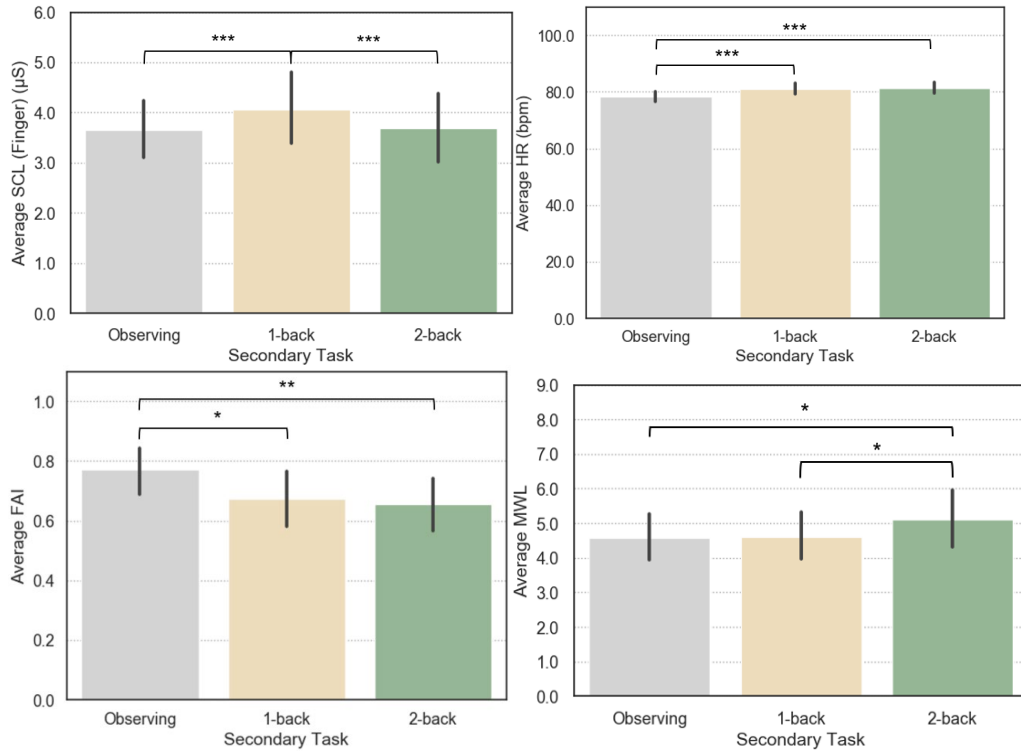 Average SCL (Finger) (µS)
6.0
5.0
4.0
3.0
2.0
1.0
0.0
***
***
Observing
1-back
2-back
Secondary Task
Average HR (bpm)
100.0
80.0
60.0
40.0
20.0
0.0
***
***
Observing
1-back
2-back
Secondary Task
Average FAI
1.0
0.8
0.6
0.4
0.2
0.0
**
*
Observing
1-back
2-back
Secondary Task
Average MWL
9.0
8.0
7.0
6.0
5.0
4.0
3.0
2.0
1.0
0.0
*
*
Observing
1-back
2-back
Secondary Task